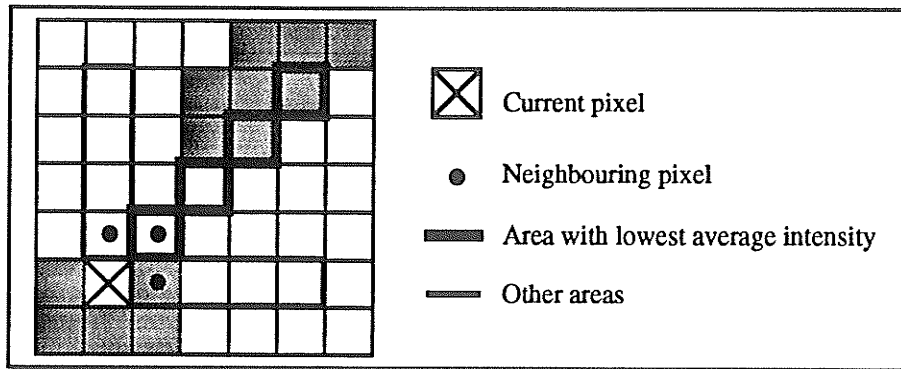 Current pixel
Neighbouring pixel
Area with lowest average intensity
Other areas